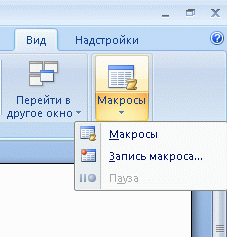 Вид Надстройки
Перейти в
другое окно
Макросы
Макросы
Запись макроса...
Пауза